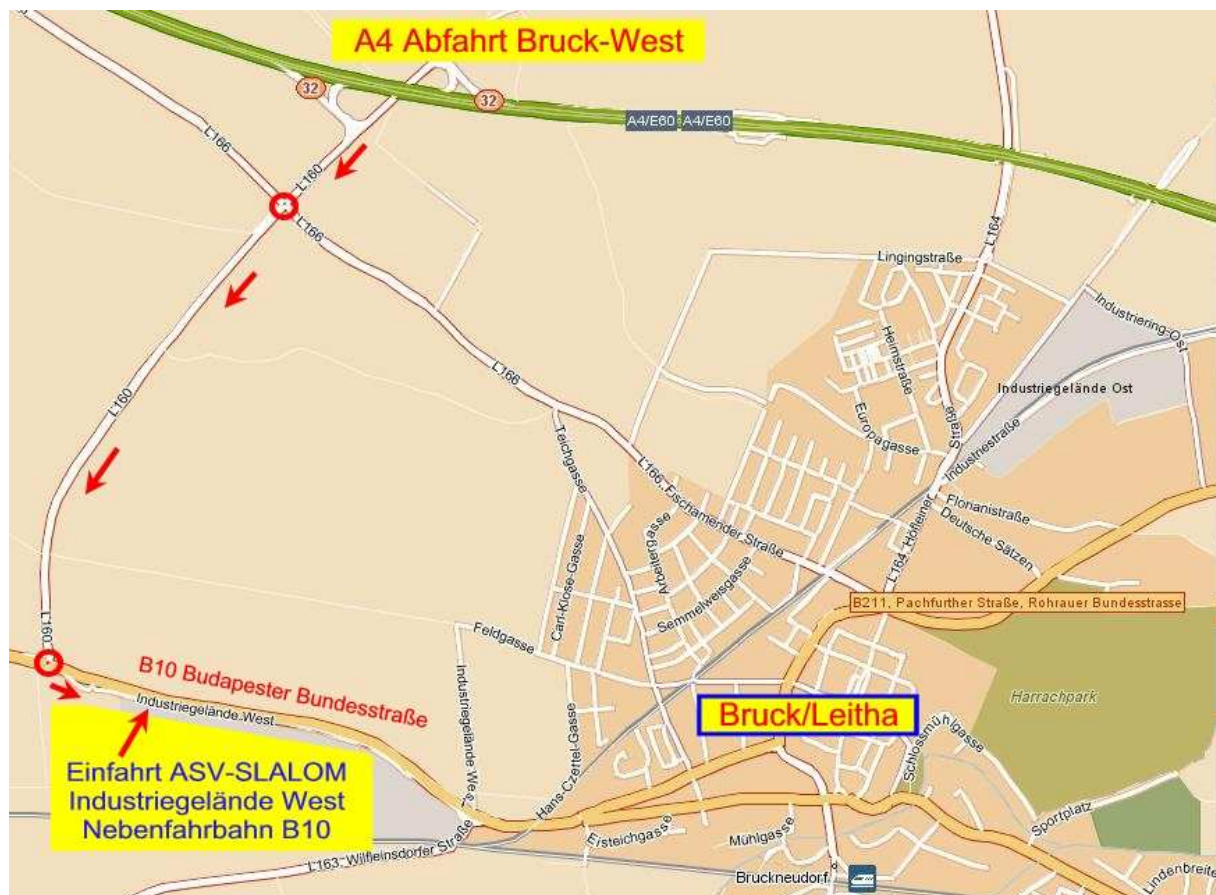 A4 Abfahrt Bruck-West
32
32
A4/E60
A4/E60
L166
L160
L166
L164
Lingingstraße
Industriering-Ost
Heimstraße
L166
Industriegelände Ost
L160
Europagasse
Straße
Industriestraße
Teichgasse
L166, Fischamender Straße
Florianistraße
Deutsche Sätzen
Arbeitergasse
L164, Höfleiner
Carl-Klose-Gasse
Semmelweisgasse
B211, Pachfurther Straße, Rohrauer Bundesstrasse
L160
Feldgasse
B10 Budapester Bundesstraße
Industriegelände West
Industriegelände Wes
Harrachpark
Bruck/Leitha
Schlossmühlgasse
Einfahrt ASV-SLALOM
Industriegelände West
Nebenfahrbahn B10
Hans-Czettel-Gasse
Sportplatz
Eisteichgasse
Mühlgasse
L163, Wilfleinsdorfer Straße
Bruckneudorf
Lindenbreite